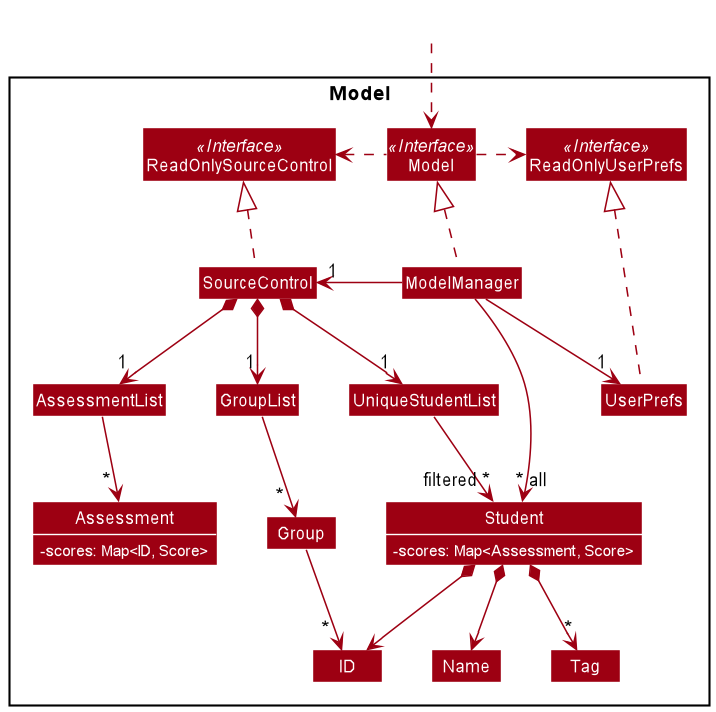 Model
«Interface»
ReadOnlySourceControl
«Interface»
Model
«Interface»
ReadOnlyUserPrefs
SourceControl
1
ModelManager
1
1
1
1
AssessmentList
GroupList
UniqueStudentList
UserPrefs
*
*
filtered *
* all
Assessment
-scores: Map<ID, Score>
Group
Student
-scores: Map<Assessment, Score>
*
*
ID
Name
Tag